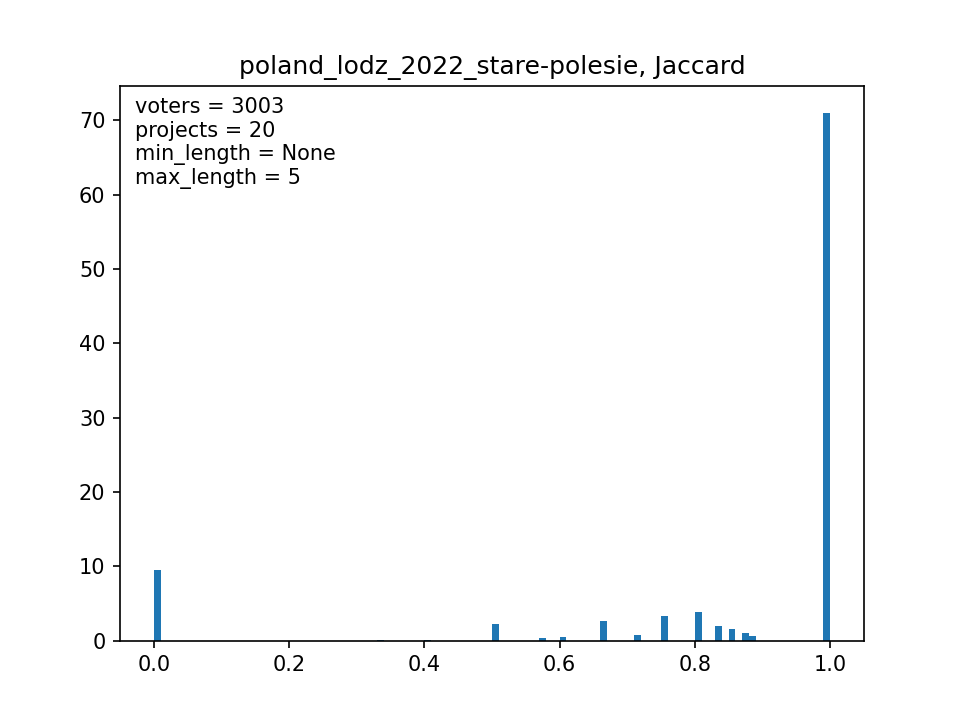 poland_lodz_2022_stare-polesie, Jaccard
voters = 3003
projects = 20
min_length = None
max_length = 5
70
60
50
40
30
20
10
0
0.0 0.2 0.4 0.6 0.8 1.0